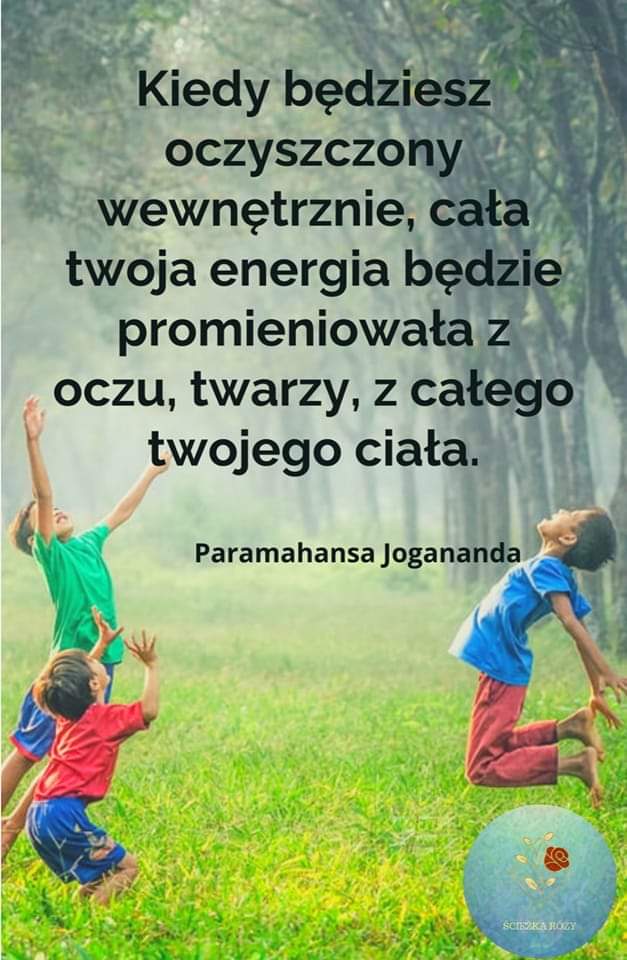 Kiedy będziesz
oczyszczony
wewnętrznie, cała
twoja energia będzie
promieniowała z
oczu, twarzy, z całego
twojego ciała.
Paramahansa Jogananda
ŚCIEŻKA RÓŻY